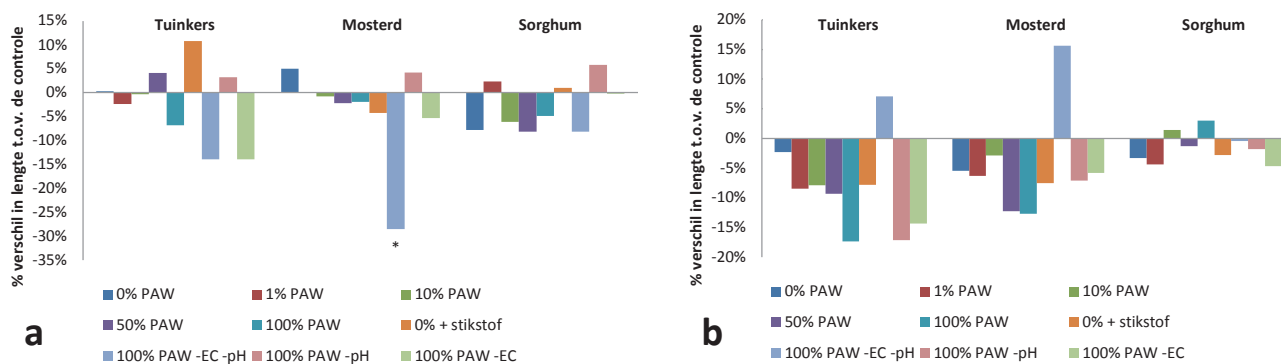 % verschil in lengte t.o.v. de controle
15%
10%
5%
0%
-5%
-10%
-15%
-20%
-25%
-30%
-35%
Tuinkers Mosterd Sorghum
*
0% PAW 1% PAW 10% PAW
50% PAW 100% PAW 0% + stikstof
100% PAW -EC -pH 100% PAW -pH 100% PAW -EC
a
% verschil in lengte t.o.v. de controle
20%
15%
10%
5%
0%
-5%
-10%
-15%
-20%
Tuinkers Mosterd Sorghum
0% PAW 1% PAW 10% PAW
50% PAW 100% PAW 0% + stikstof
100% PAW -EC -pH 100% PAW -pH 100% PAW -EC
b